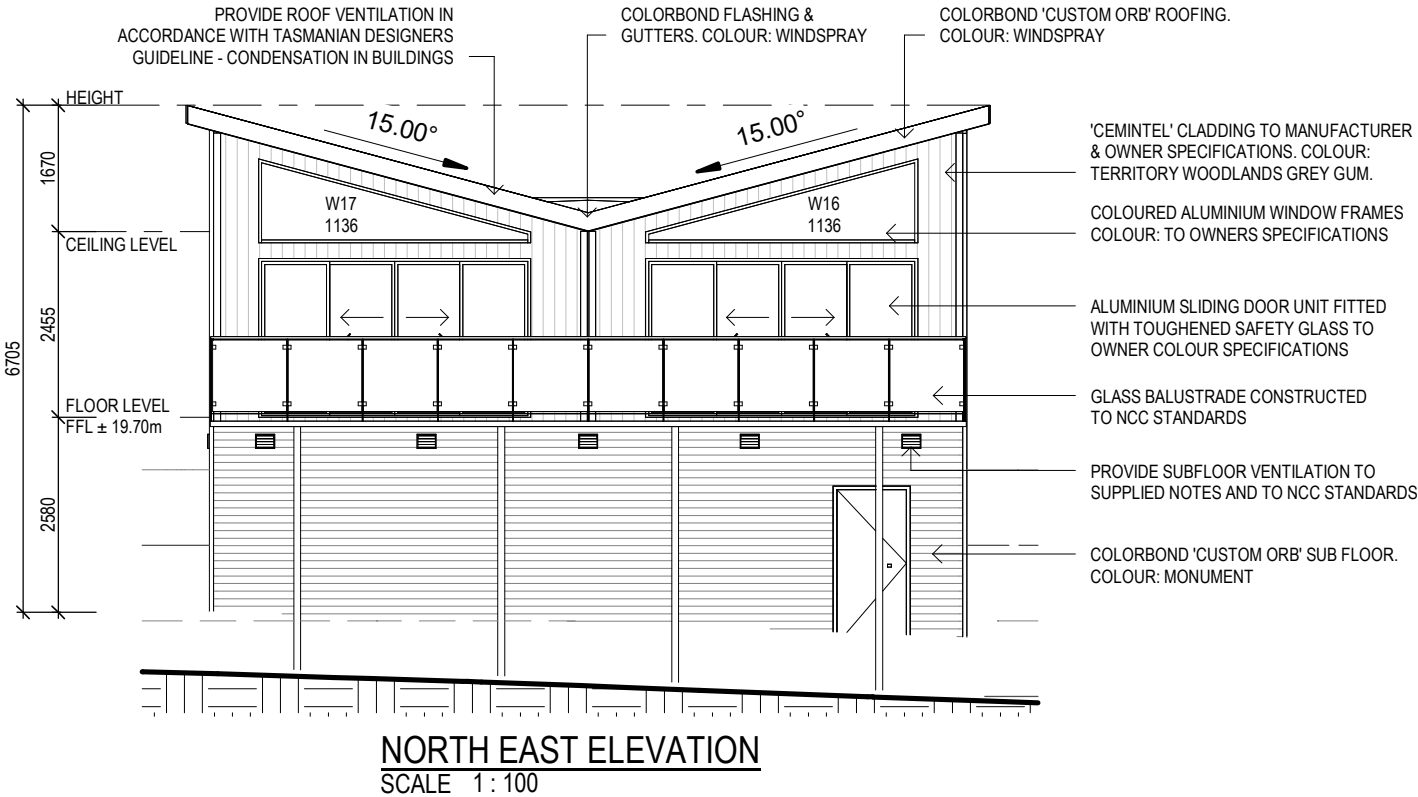 PROVIDE ROOF VENTILATION IN
ACCORDANCE WITH TASMANIAN DESIGNERS
GUIDELINE - CONDENSATION IN BUILDINGS
COLORBOND FLASHING &
GUTTERS. COLOUR: WINDSPRAY
COLORBOND 'CUSTOM ORB' ROOFING.
COLOUR: WINDSPRAY
HEIGHT
15.00°
15.00°
'CEMINTEL' CLADDING TO MANUFACTURER
& OWNER SPECIFICATIONS. COLOUR:
TERRITORY WOODLANDS GREY GUM.
1670
W17
1136
W16
1136
COLOURED ALUMINIUM WINDOW FRAMES
COLOUR: TO OWNERS SPECIFICATIONS
CEILING LEVEL
2455
6705
ALUMINIUM SLIDING DOOR UNIT FITTED
WITH TOUGHENED SAFETY GLASS TO
OWNER COLOUR SPECIFICATIONS
FLOOR LEVEL
FFL ± 19.70m
GLASS BALUSTRADE CONSTRUCTED
TO NCC STANDARDS
PROVIDE SUBFLOOR VENTILATION TO
SUPPLIED NOTES AND TO NCC STANDARDS
2580
COLORBOND 'CUSTOM ORB' SUB FLOOR.
COLOUR: MONUMENT
NORTH EAST ELEVATION
SCALE 1 : 100